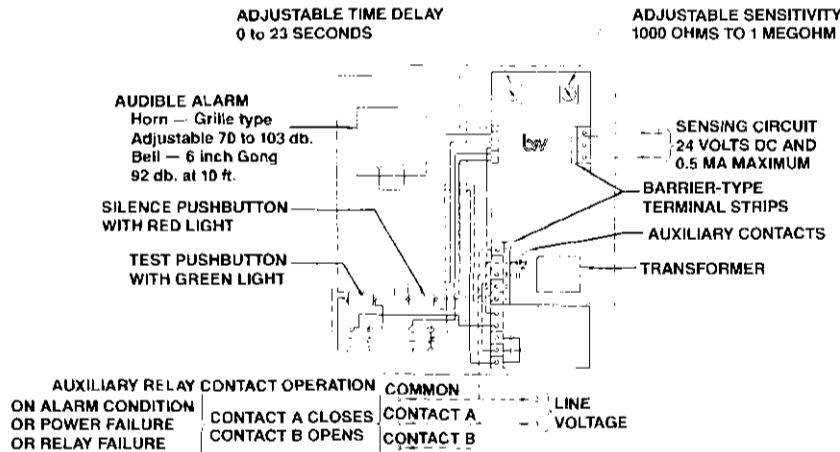 ADJUSTABLE TIME DELAY
0 to 23 SECONDS
ADJUSTABLE SENSITIVITY
1000 OHMS TO 1 MEGOHM
AUDIBLE ALARM
Horn — Grille type
Adjustable 70 to 103 db.
Bell — 6 inch Gong
92 db. at 10 ft.
SILENCE PUSHBUTTON
WITH RED LIGHT
TEST PUSHBUTTON
WITH GREEN LIGHT
bw
SENSING CIRCUIT
24 VOLTS DC AND
0.5 MA MAXIMUM
BARRIER-TYPE
TERMINAL STRIPS
AUXILIARY CONTACTS
TRANSFORMER
AUXILIARY RELAY CONTACT OPERATION
ON ALARM CONDITION
OR POWER FAILURE
OR RELAY FAILURE
CONTACT A CLOSES
CONTACT B OPENS
COMMON
CONTACT A
CONTACT B
LINE
VOLTAGE